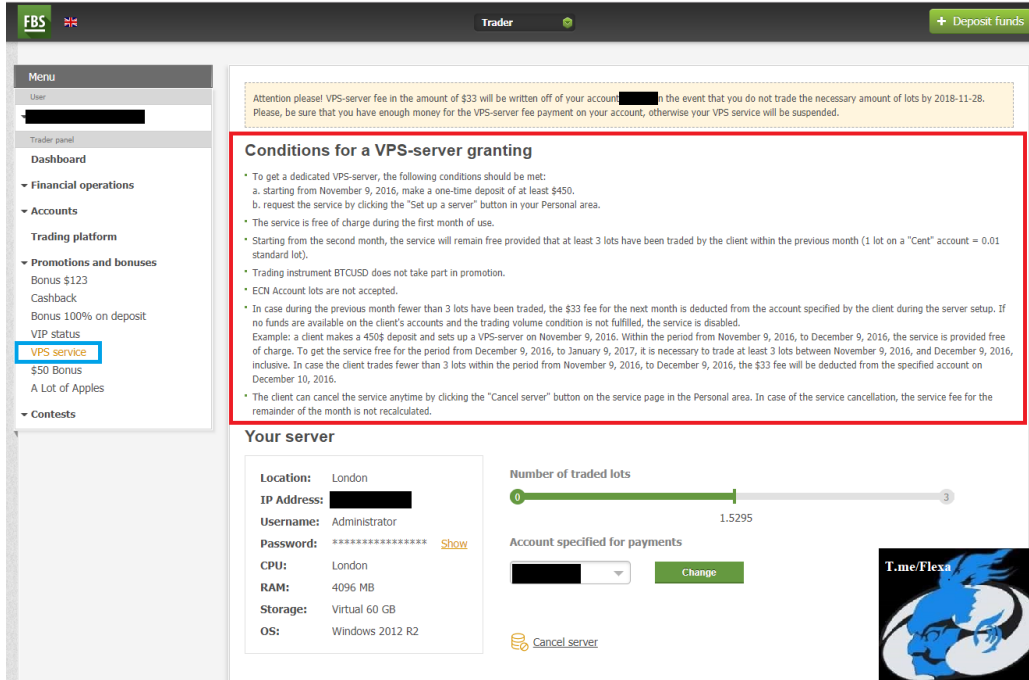 FBS
Trader
+ Deposit funds
Menu
User
Trader panel
Dashboard
Financial operations
Accounts
Trading platform
Promotions and bonuses
Bonus $123
Cashback
Bonus 100% on deposit
VIP status
VPS service
$50 Bonus
A Lot of Apples
Contests
Attention please! VPS-server fee in the amount of $33 will be written off of your account n the event that you do not trade the necessary amount of lots by 2018-11-28.
Please, be sure that you have enough money for the VPS-server fee payment on your account, otherwise your VPS service will be suspended.
Conditions for a VPS-server granting
To get a dedicated VPS-server, the following conditions should be met:
a. starting from November 9, 2016, make a one-time deposit of at least $450.
b. request the service by clicking the "Set up a server" button in your Personal area.
The service is free of charge during the first month of use.
Starting from the second month, the service will remain free provided that at least 3 lots have been traded by the client within the previous month (1 lot on a "Cent" account = 0.01
standard lot).
Trading instrument BTCUSD does not take part in promotion.
ECN Account lots are not accepted.
In case during the previous month fewer than 3 lots have been traded, the $33 fee for the next month is deducted from the account specified by the client during the server setup. If
no funds are available on the client's accounts and the trading volume condition is not fulfilled, the service is disabled.
Example: a client makes a 450$ deposit and sets up a VPS-server on November 9, 2016. Within the period from November 9, 2016, to December 9, 2016, the service is provided free
of charge. To get the service free for the period from December 9, 2016, to January 9, 2017, it is necessary to trade at least 3 lots between November 9, 2016, and December 9, 2016,
inclusive. In case the client trades fewer than 3 lots within the period from November 9, 2016, to December 9, 2016, the $33 fee will be deducted from the specified account on
December 10, 2016.
The client can cancel the service anytime by clicking the "Cancel server" button on the service page in the Personal area. In case of the service cancellation, the service fee for the
remainder of the month is not recalculated.
Your server
Location: London
IP Address:
Username: Administrator
Password: **************** Show
CPU: London
RAM: 4096 MB
Storage: Virtual 60 GB
OS: Windows 2012 R2
Number of traded lots
0 3
1.5295
Account specified for payments
Change
Cancel server
T.me/Flexa